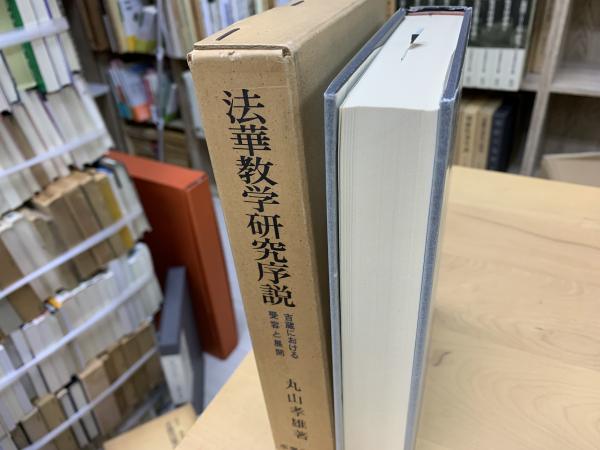 法華教学研究序説
吉蔵における
受容と展開
丸山孝雄著